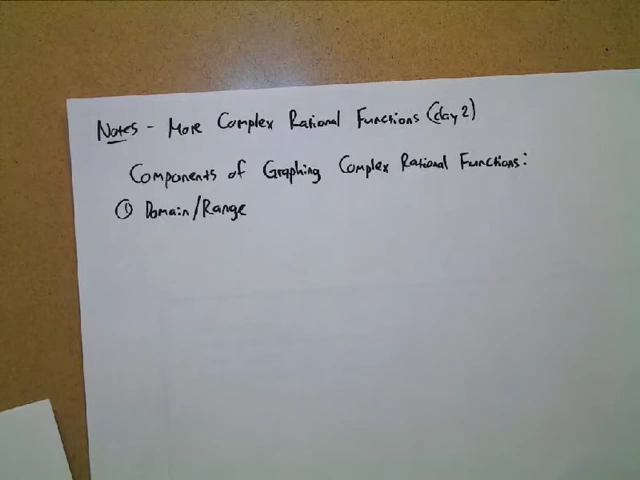 Notes - More Complex Rational Functions (day 2)
Components of Graphing Complex Rational Functions:
① Domain/Range